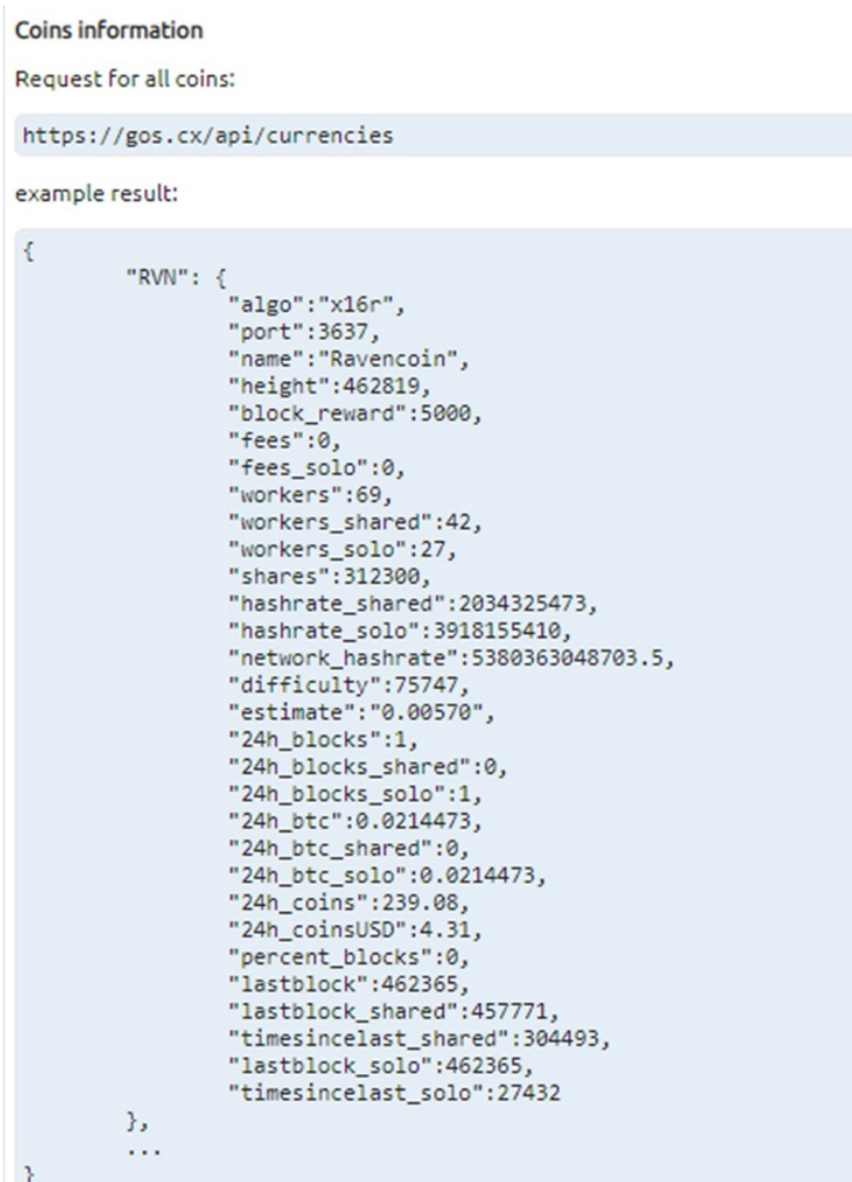 Coins information
Request for all coins:
https://gos.cx/api/currencies
example result:
{
"RVN": {
"algo":"x16r",
"port":3637,
"name":"Ravencoin",
"height":462819,
"block_reward":5000,
"fees":0,
"fees_solo":0,
"workers":69,
"workers_shared":42,
"workers_solo":27,
"shares":312300,
"hashrate_shared":2034325473,
"hashrate_solo":3918155410,
"network_hashrate":5380363048703.5,
"difficulty":75747,
"estimate":"0.00570",
"24h_blocks":1,
"24h_blocks_shared":0,
"24h_blocks_solo":1,
"24h_btc":0.0214473,
"24h_btc_shared":0,
"24h_btc_solo":0.0214473,
"24h_coins":239.08,
"24h_coinsUSD":4.31,
"percent_blocks":0,
"lastblock":462365,
"lastblock_shared":457771,
"timesincelast_shared":304493,
"lastblock_solo":462365,
"timesincelast_solo":27432
},
...
}